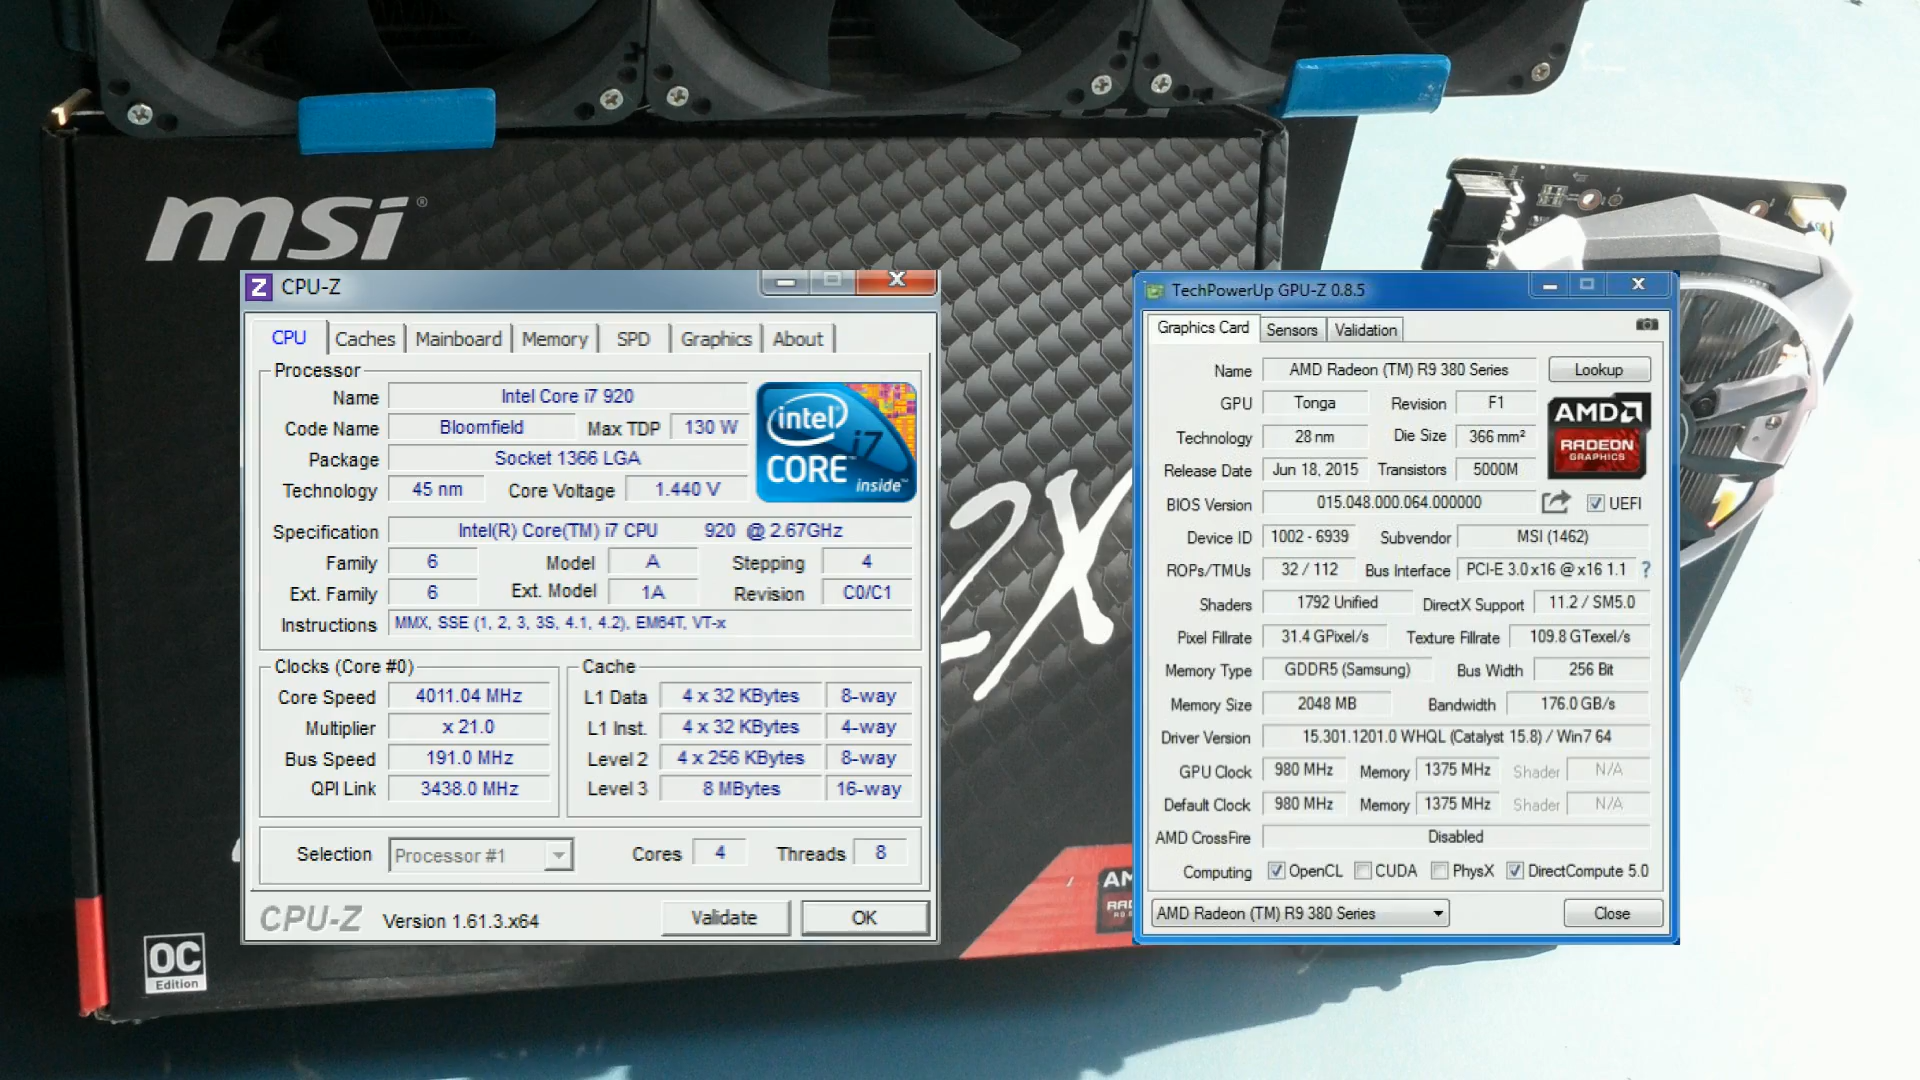 msi®
2X
OC
Edition
CPU-Z
CPU Caches Mainboard Memory SPD Graphics About
Processor
Name Intel Core i7 920
Code Name Bloomfield Max TDP 130 W
Package Socket 1366 LGA
Technology 45 nm Core Voltage 1.440 V
intel CORE i7 inside™
Specification Intel(R) Core(TM) i7 CPU 920 @ 2.67GHz
Family 6 Model A Stepping 4
Ext. Family 6 Ext. Model 1A Revision C0/C1
Instructions MMX, SSE (1, 2, 3, 3S, 4.1, 4.2), EM64T, VT-x
Clocks (Core #0)
Core Speed 4011.04 MHz
Multiplier x 21.0
Bus Speed 191.0 MHz
QPI Link 3438.0 MHz
Cache
L1 Data 4 x 32 KBytes 8-way
L1 Inst. 4 x 32 KBytes 4-way
Level 2 4 x 256 KBytes 8-way
Level 3 8 MBytes 16-way
Selection Processor #1 Cores 4 Threads 8
CPU-Z Version 1.61.3.x64 Validate OK
TechPowerUp GPU-Z 0.8.5
Graphics Card Sensors Validation
Name AMD Radeon (TM) R9 380 Series Lookup
GPU Tonga Revision F1
Technology 28 nm Die Size 366 mm²
Release Date Jun 18, 2015 Transistors 5000M
AMD
RADEON
GRAPHICS
BIOS Version 015.048.000.064.000000 UEFI
Device ID 1002 - 6939 Subvendor MSI (1462)
ROPs/TMUs 32 / 112 Bus Interface PCI-E 3.0 x16 @ x16 1.1 ?
Shaders 1792 Unified DirectX Support 11.2 / SM5.0
Pixel Fillrate 31.4 GPixel/s Texture Fillrate 109.8 GTexel/s
Memory Type GDDR5 (Samsung) Bus Width 256 Bit
Memory Size 2048 MB Bandwidth 176.0 GB/s
Driver Version 15.301.1201.0 WHQL (Catalyst 15.8) / Win7 64
GPU Clock 980 MHz Memory 1375 MHz Shader N/A
Default Clock 980 MHz Memory 1375 MHz Shader N/A
AMD CrossFire Disabled
Computing OpenCL CUDA PhysX DirectCompute 5.0
AMD Radeon (TM) R9 380 Series Close